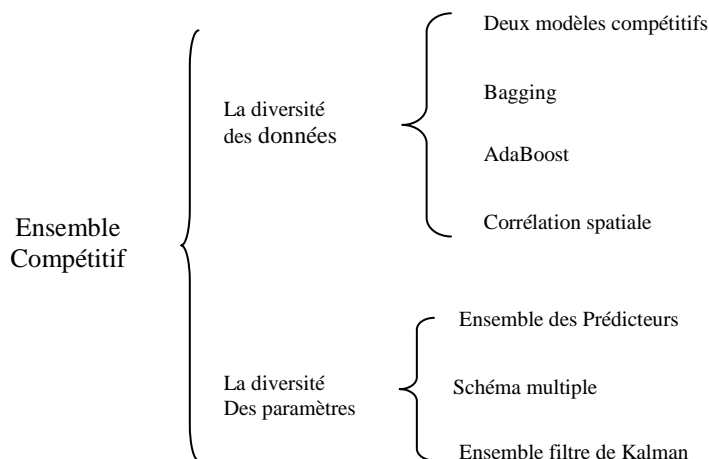 Deux modèles compétitifs
La diversité
des données
Bagging
AdaBoost
Corrélation spatiale
Ensemble
Compétitif
Ensemble des Prédicteurs
La diversité
Des paramètres
Schéma multiple
Ensemble filtre de Kalman